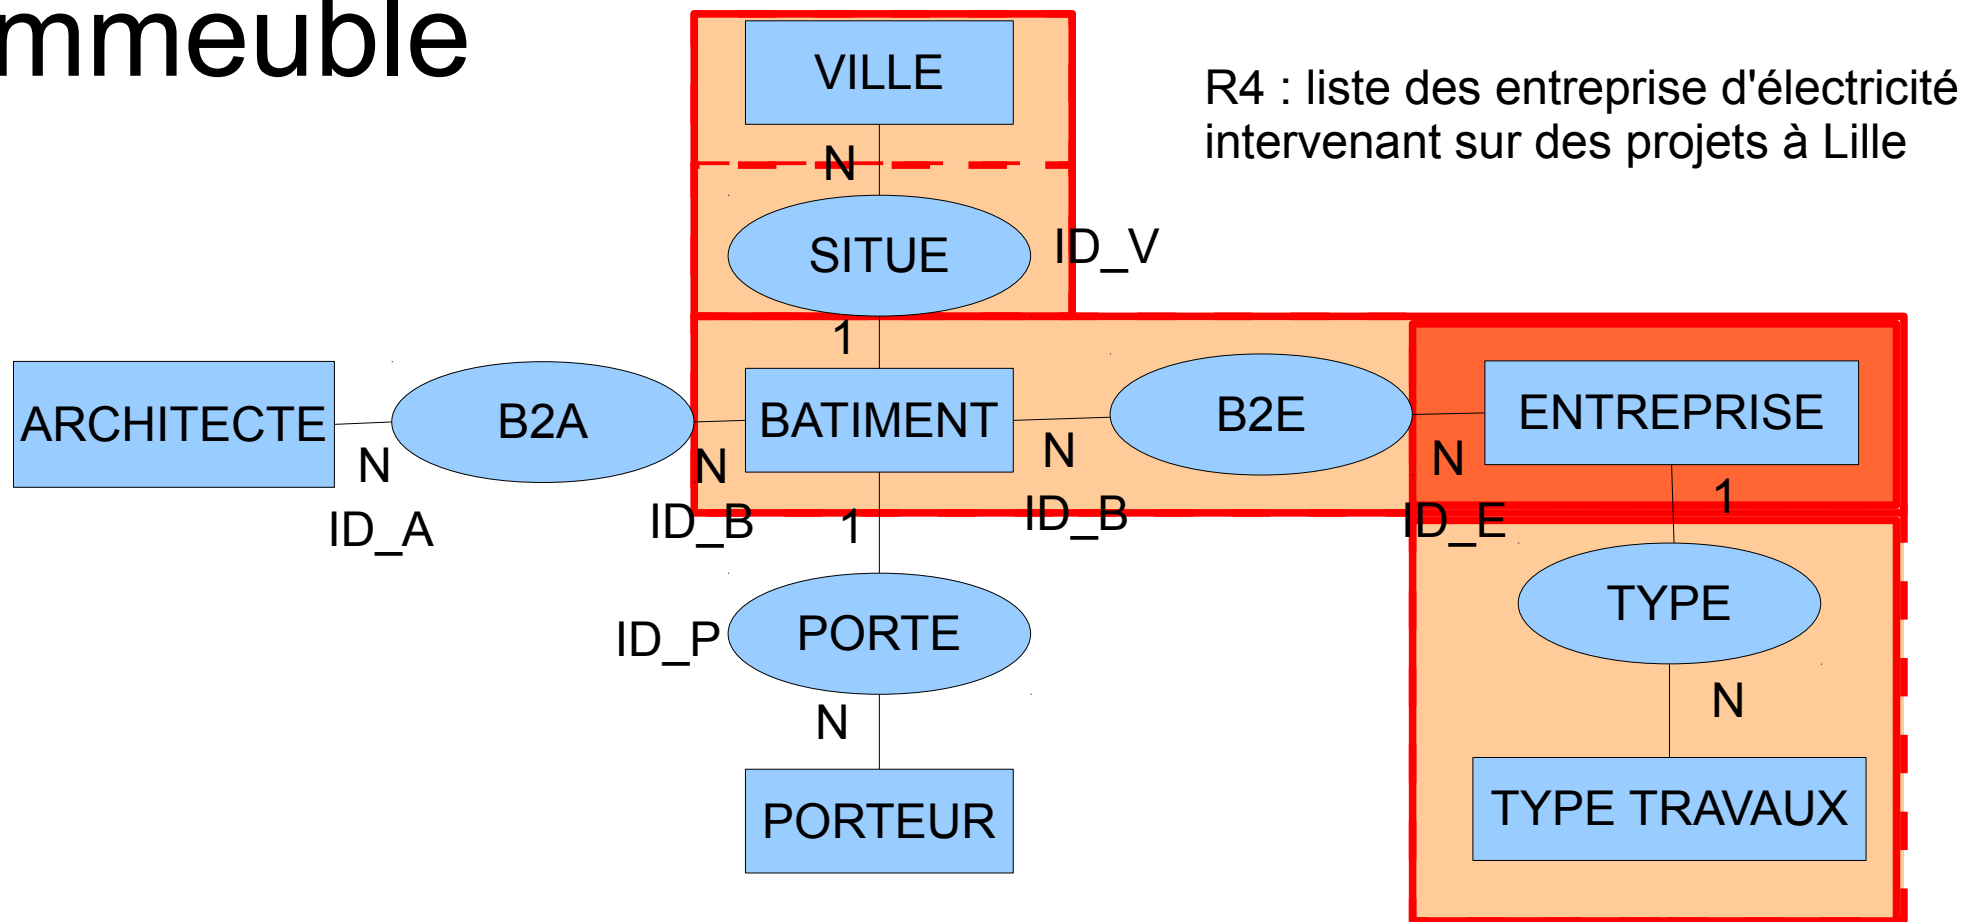 mmeuble
VILLE
R4 : liste des entreprise d'électricité
intervenant sur des projets à Lille
N
SITUE
ID_V
1
ARCHITECTE
B2A
BATIMENT
B2E
ENTREPRISE
N
N
N
N
1
ID_A
ID_B
1
ID_B
ID_E
TYPE
ID_P
PORTE
N
N
TYPE TRAVAUX
PORTEUR